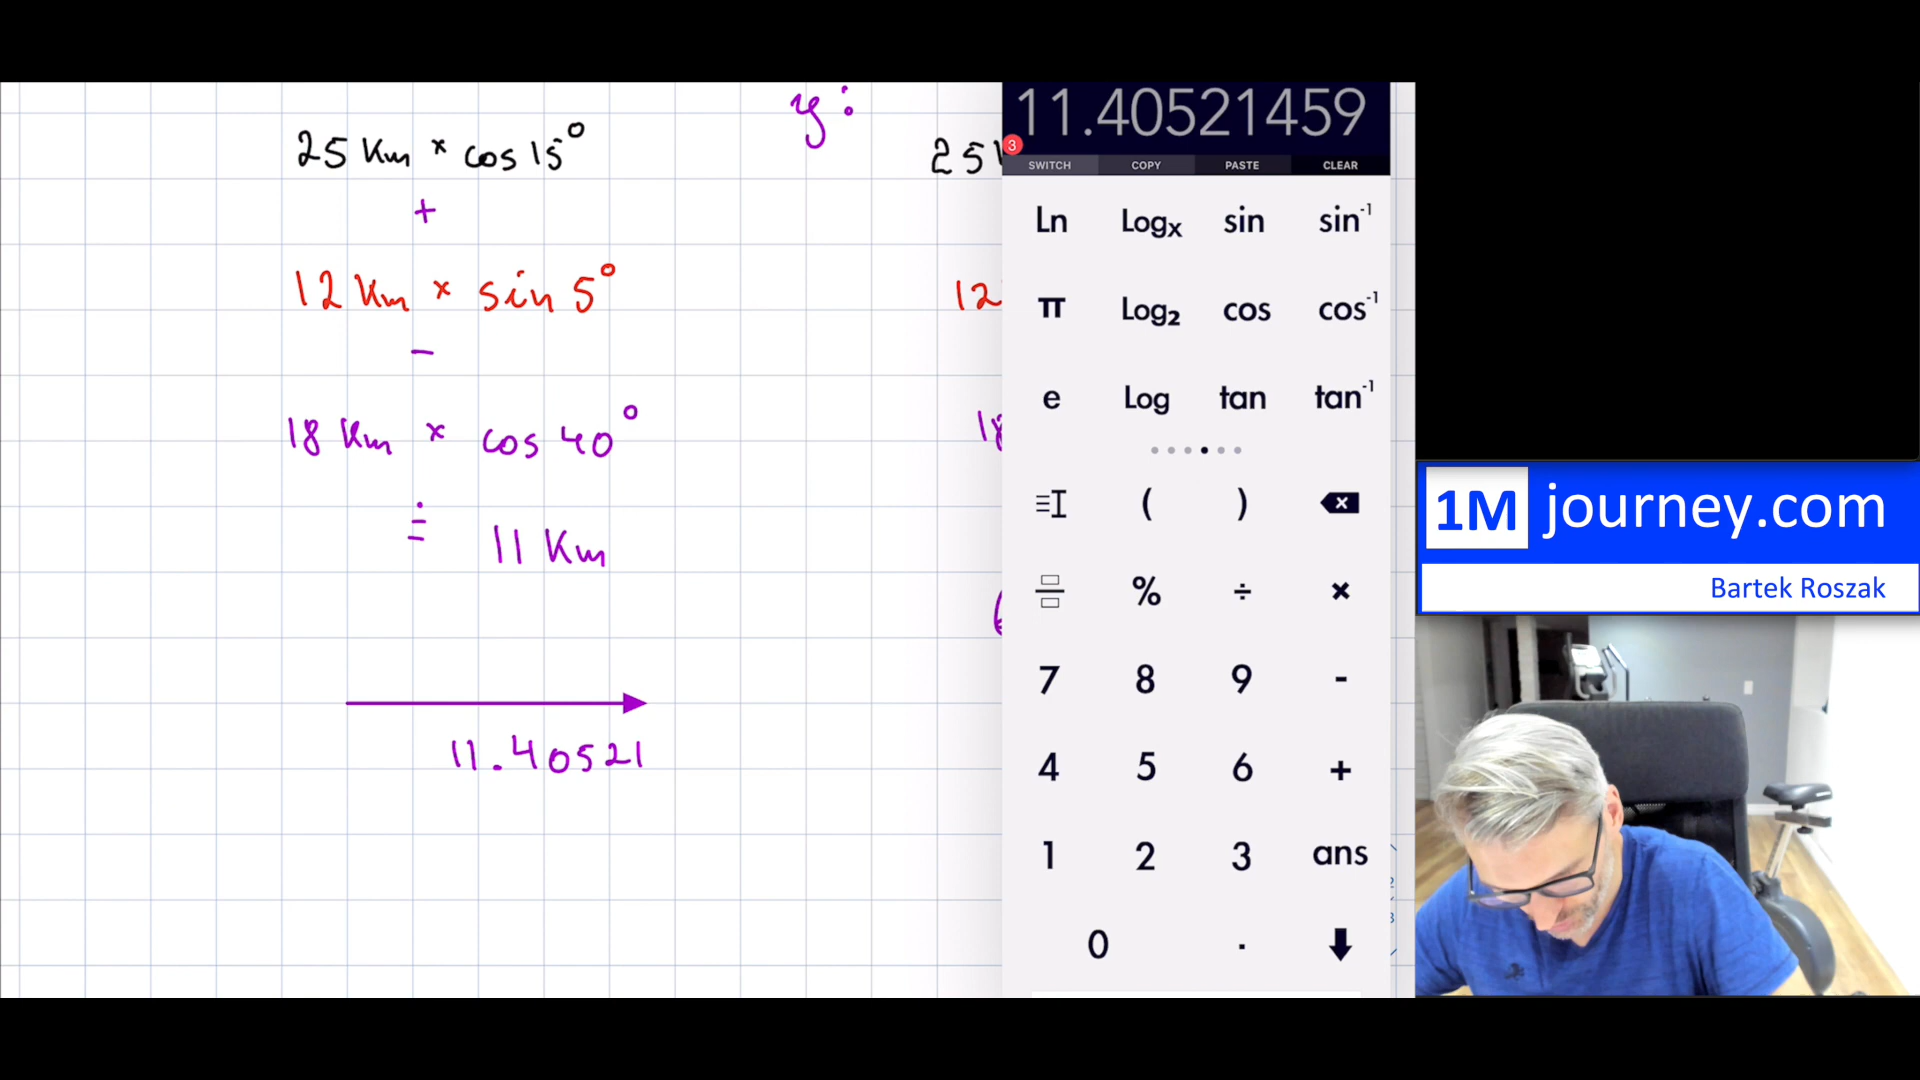 y:
25 Km × cos 15°
+
12 Km × sin 5°
−
18 Km × cos 40°
≐ 11 Km
11.40521
25
12
18
11.40521459
3
SWITCH COPY PASTE CLEAR
Ln Logx sin sin-1
π Log2 cos cos-1
e Log tan tan-1
( )
% ÷ ×
7 8 9 -
4 5 6 +
1 2 3 ans
0 .
1M journey.com
Bartek Roszak